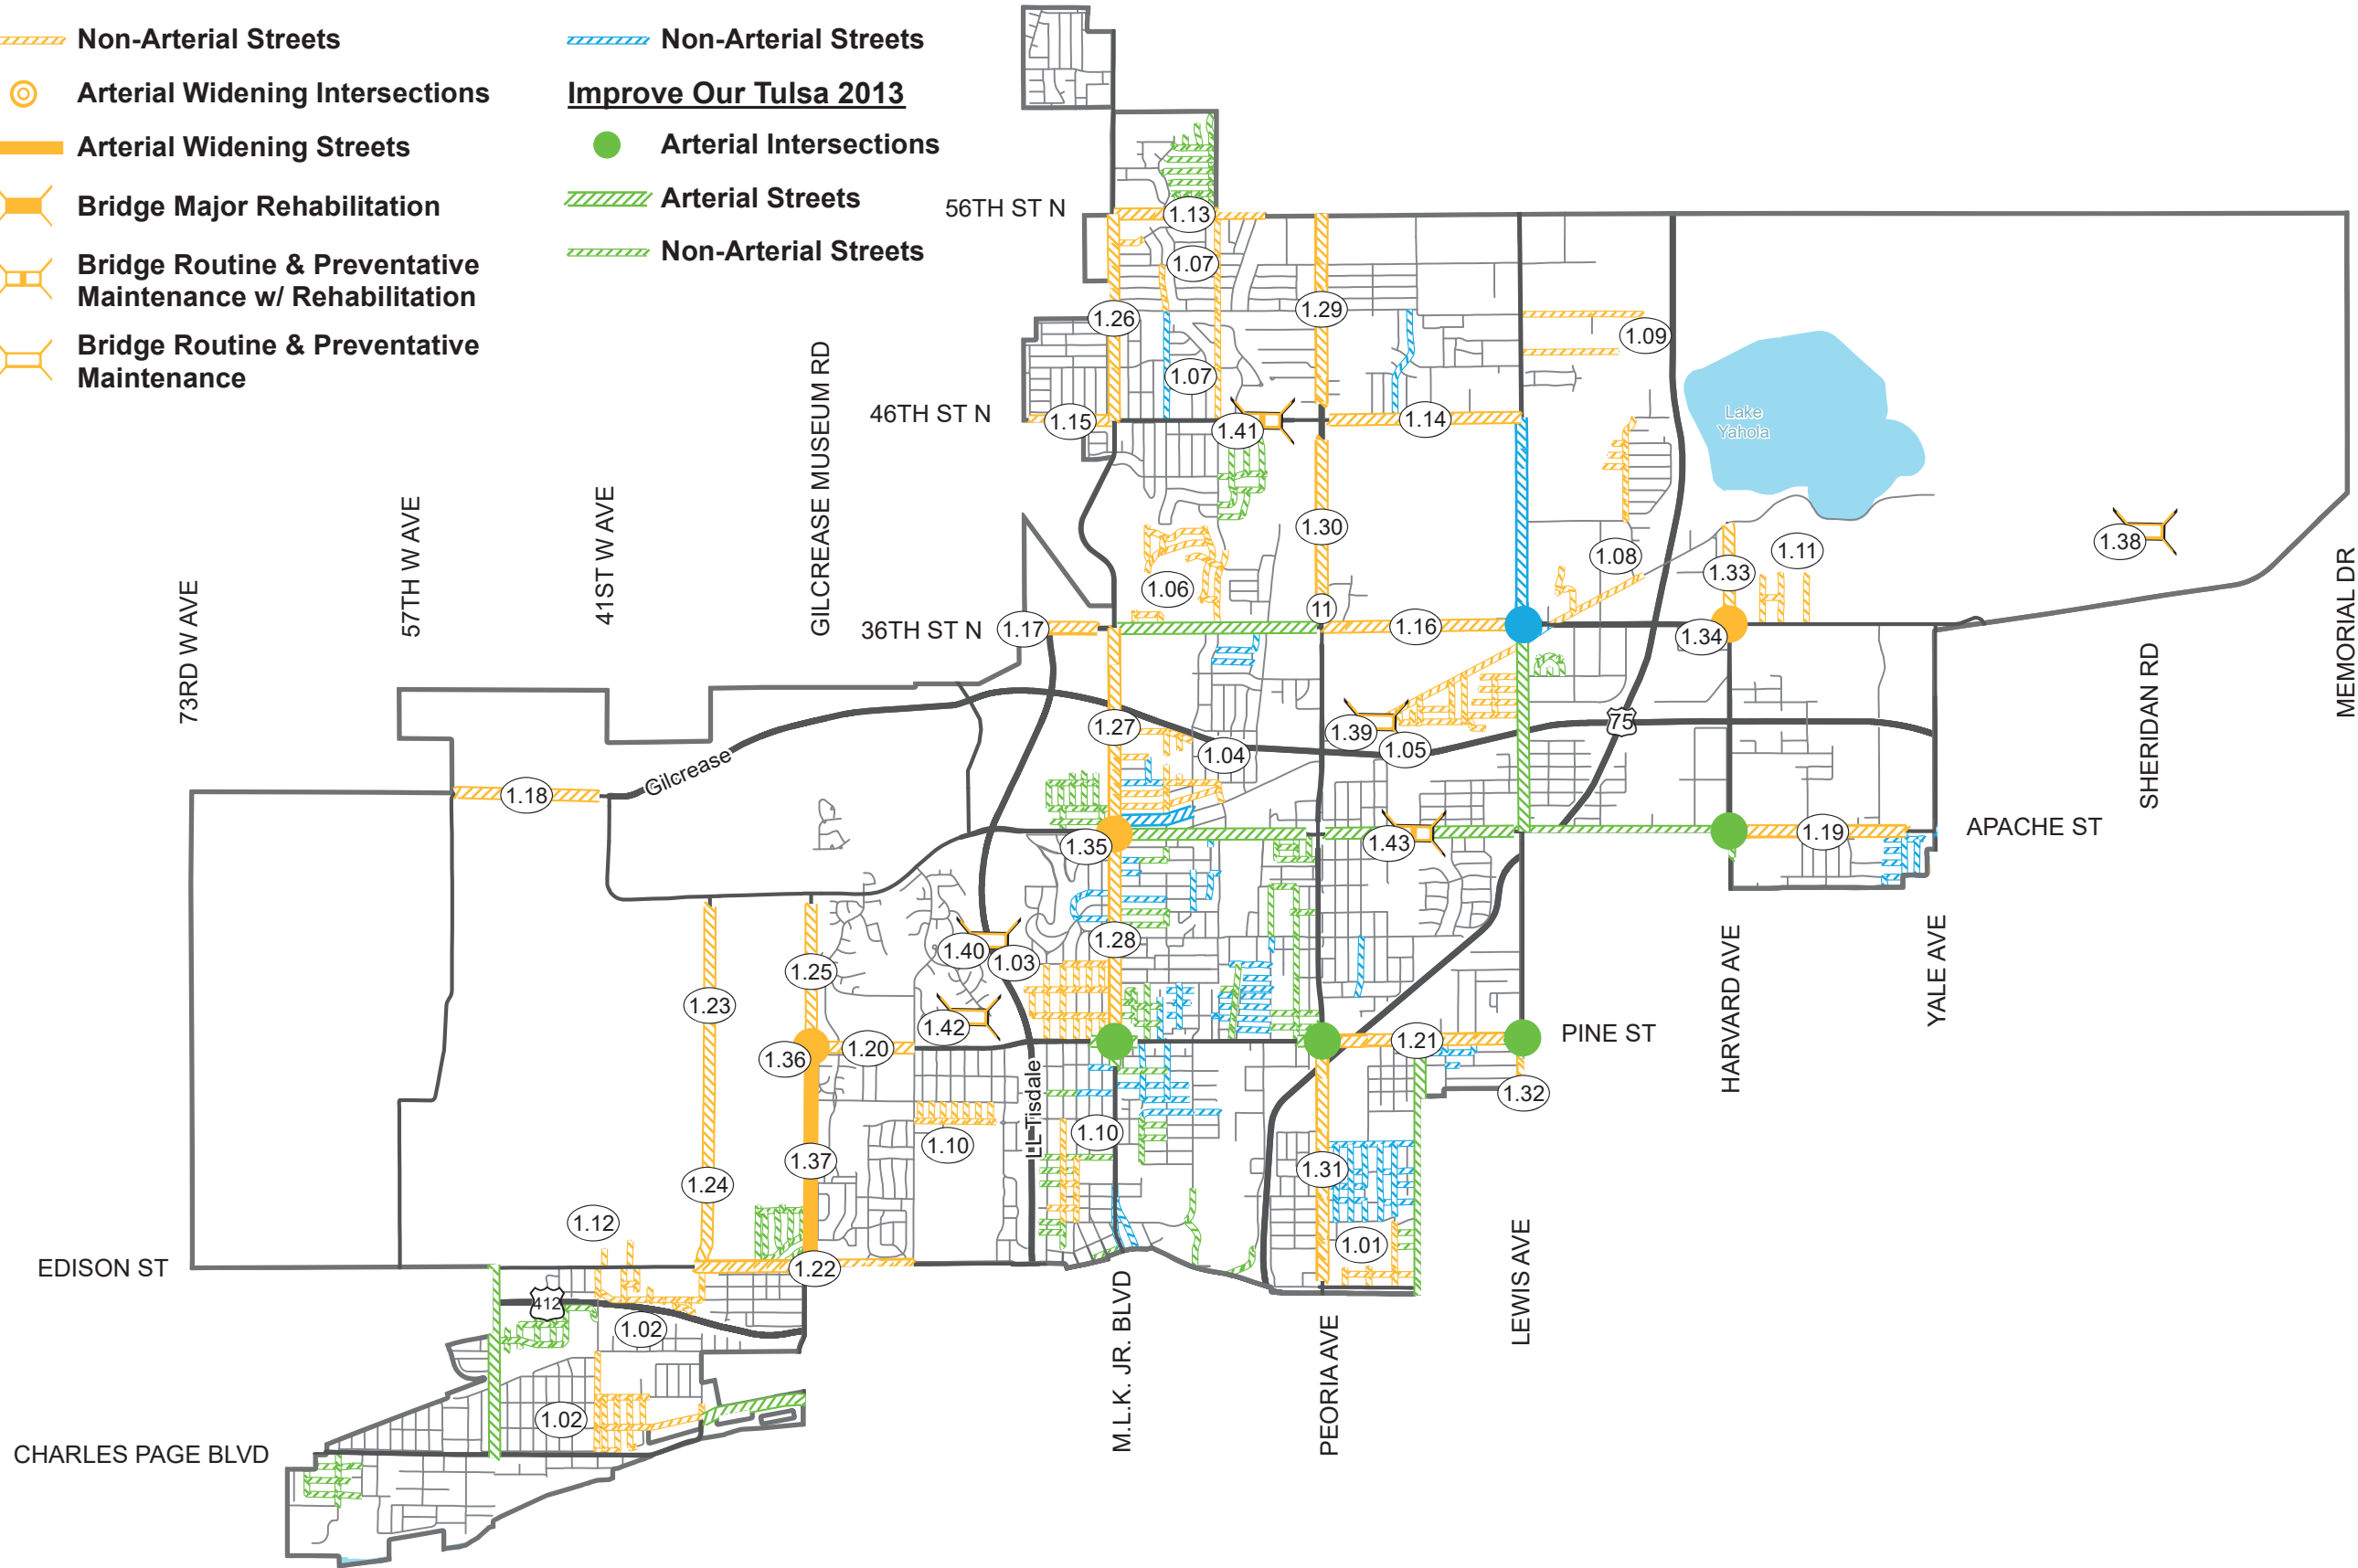 Non-Arterial Streets
Arterial Widening Intersections
Arterial Widening Streets
Bridge Major Rehabilitation
Bridge Routine & Preventative
Maintenance w/ Rehabilitation
Bridge Routine & Preventative
Maintenance
Non-Arterial Streets
Improve Our Tulsa 2013
Arterial Intersections
Arterial Streets
Non-Arterial Streets
56TH ST N
1.13
1.07
1.26
1.29
1.09
1.07
46TH ST N
1.15
1.41
1.14
Lake
Yahola
GILCREASE MUSEUM RD
57TH W AVE
41ST W AVE
73RD W AVE
1.30
1.38
1.08
1.11
1.33
1.06
11
36TH ST N
1.17
1.16
1.34
MEMORIAL DR
SHERIDAN RD
1.27
1.39
1.05
1.04
75
Gilcrease
1.18
1.35
1.43
1.19
APACHE ST
1.40
1.03
1.28
1.25
1.23
1.42
1.36
1.20
1.21
PINE ST
HARVARD AVE
YALE AVE
LL Tisdale
1.32
1.10
1.10
1.37
1.24
1.31
1.12
1.01
EDISON ST
1.22
412
1.02
M.L.K. JR. BLVD
PEORIA AVE
LEWIS AVE
1.02
CHARLES PAGE BLVD